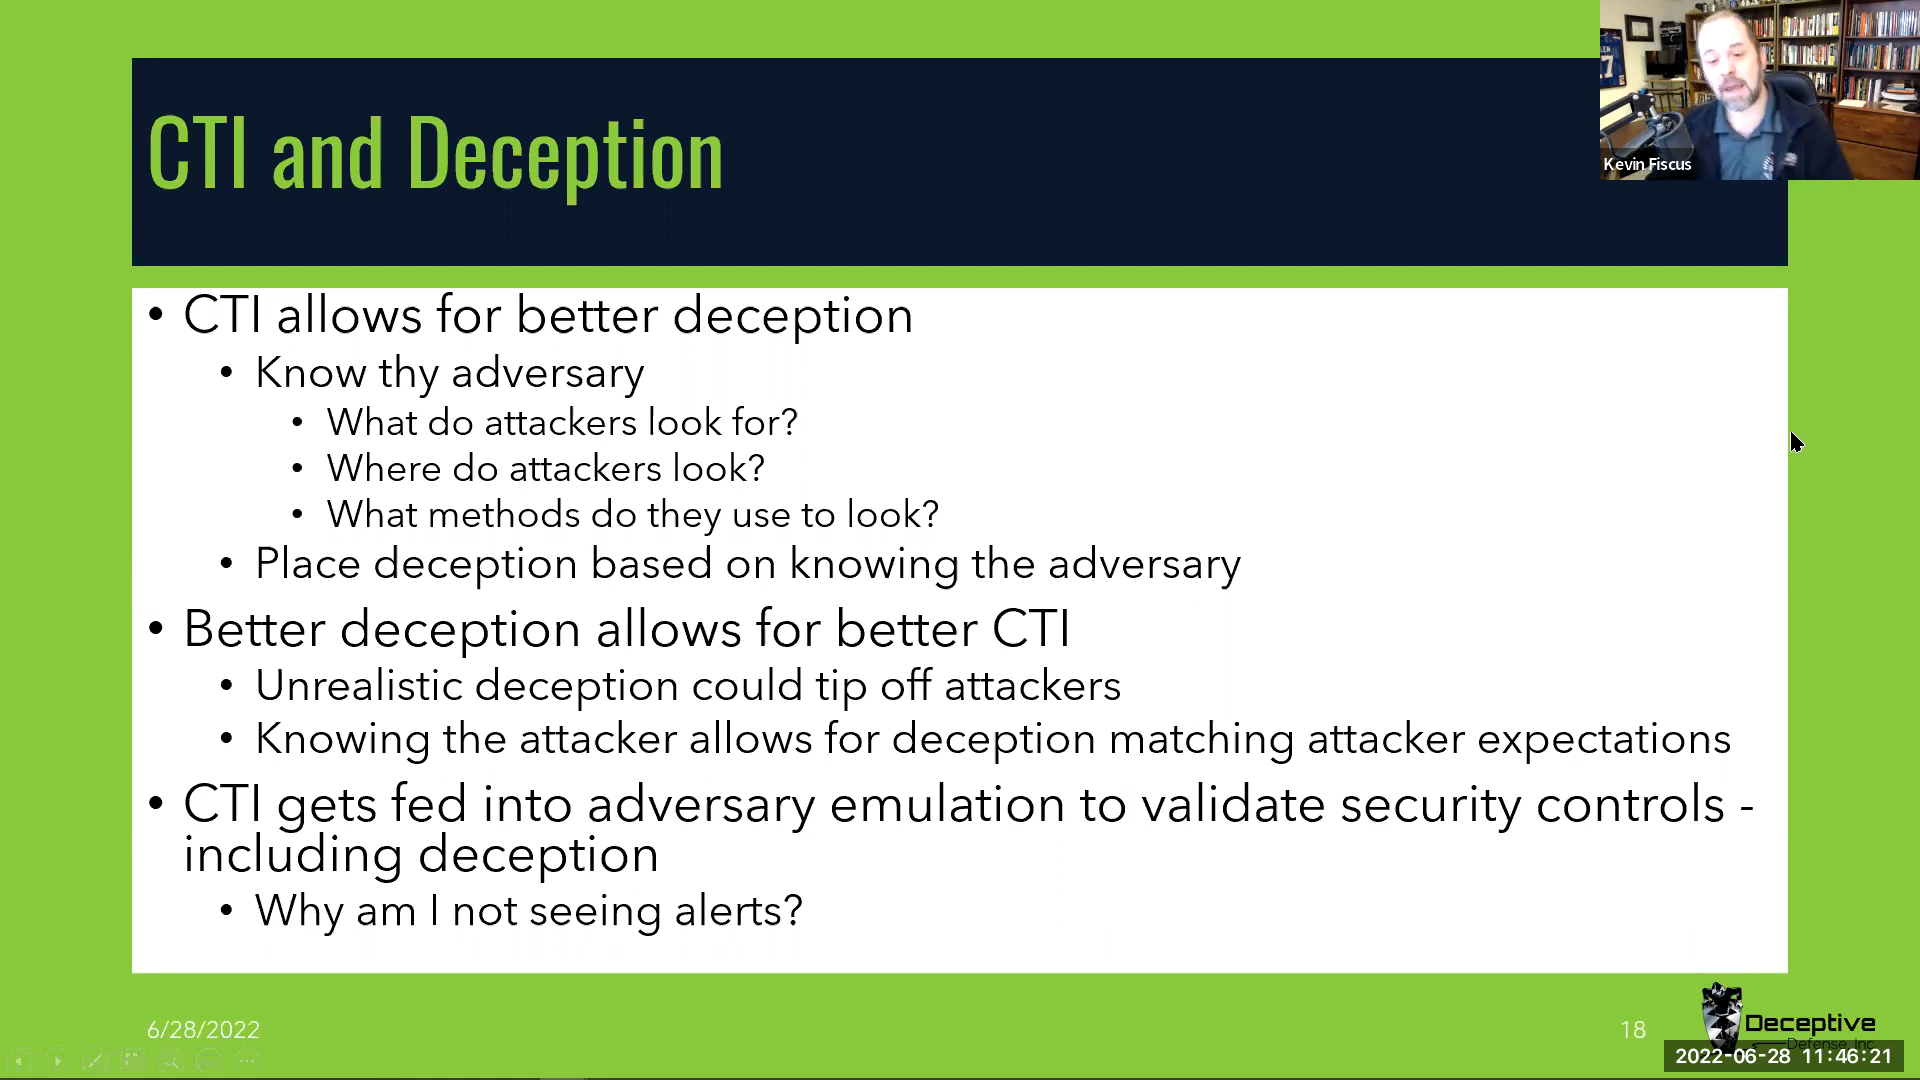 CTI and Deception
Kevin Fiscus
• CTI allows for better deception
• Know thy adversary
• What do attackers look for?
• Where do attackers look?
• What methods do they use to look?
• Place deception based on knowing the adversary
• Better deception allows for better CTI
• Unrealistic deception could tip off attackers
• Knowing the attacker allows for deception matching attacker expectations
• CTI gets fed into adversary emulation to validate security controls -
including deception
• Why am I not seeing alerts?
6/28/2022
18
Deceptive
Defense, Inc
2022-06-28 11:46:21